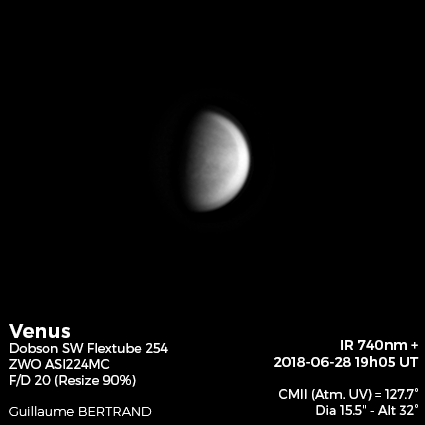 Venus
Dobson SW Flextube 254
ZWO ASI224MC
F/D 20 (Resize 90%)
Guillaume BERTRAND
IR 740nm +
2018-06-28 19h05 UT
CMII (Atm. UV) = 127.7°
Dia 15.5" - Alt 32°